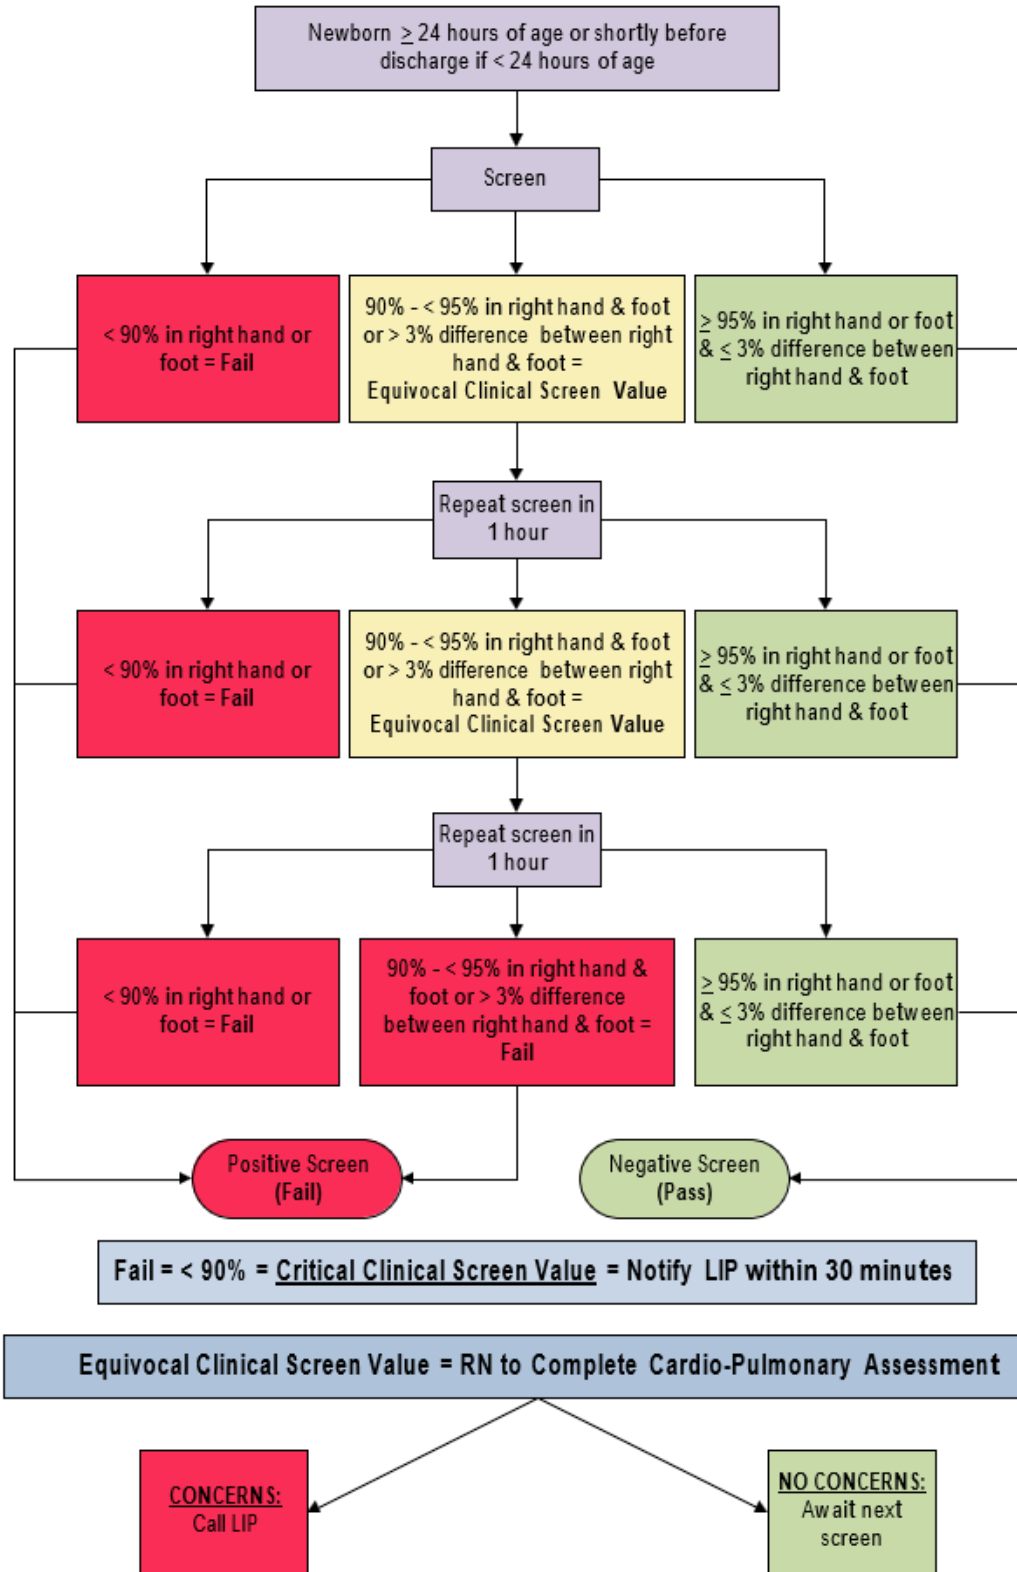 Newborn ≥ 24 hours of age or shortly before
discharge if < 24 hours of age
Screen
< 90% in right hand or
foot = Fail
90% - < 95% in right hand & foot
or > 3% difference between right
hand & foot =
Equivocal Clinical Screen Value
≥ 95% in right hand or foot
& ≤ 3% difference between
right hand & foot
Repeat screen in
1 hour
< 90% in right hand or
foot = Fail
90% - < 95% in right hand & foot
or > 3% difference between right
hand & foot =
Equivocal Clinical Screen Value
≥ 95% in right hand or foot
& ≤ 3% difference between
right hand & foot
Repeat screen in
1 hour
< 90% in right hand or
foot = Fail
90% - < 95% in right hand &
foot or > 3% difference
between right hand & foot =
Fail
≥ 95% in right hand or foot
& ≤ 3% difference between
right hand & foot
Positive Screen
(Fail)
Negative Screen
(Pass)
Fail = < 90% = Critical Clinical Screen Value = Notify LIP within 30 minutes
Equivocal Clinical Screen Value = RN to Complete Cardio-Pulmonary Assessment
CONCERNS:
Call LIP
NO CONCERNS:
Await next
screen